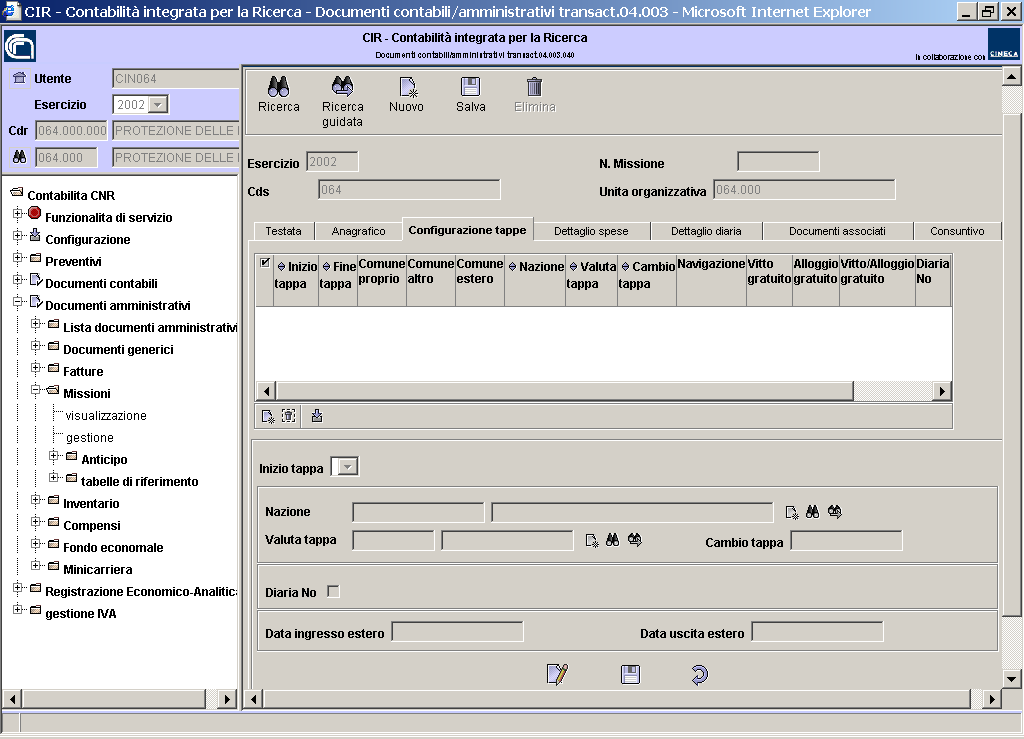 CIR - Contabilità integrata per la Ricerca - Documenti contabili/amministrativi transact.04.003 - Microsoft Internet Explorer
CIR - Contabilità integrata per la Ricerca
Documenti contabili/amministrativi transact.04.003.040
In collaborazione con
CINECA
Utente CIN064
Esercizio 2002
Cdr 064.000.000 PROTEZIONE DELLE
064.000 PROTEZIONE DELLE
Contabilita CNR
Funzionalita di servizio
Configurazione
Preventivi
Documenti contabili
Documenti amministrativi
Lista documenti amministrativi
Documenti generici
Fatture
Missioni
visualizzazione
gestione
Anticipo
tabelle di riferimento
Inventario
Compensi
Fondo economale
Minicarriera
Registrazione Economico-Analitica
gestione IVA
Ricerca
Ricerca guidata
Nuovo
Salva
Elimina
Esercizio 2002
N. Missione
Cds 064
Unita organizzativa 064.000
Testata
Anagrafico
Configurazione tappe
Dettaglio spese
Dettaglio diaria
Documenti associati
Consuntivo
Inizio tappa
Fine tappa
Comune proprio
Comune altro
Comune estero
Nazione
Valuta tappa
Cambio tappa
Navigazione
Vitto gratuito
Alloggio gratuito
Vitto/Alloggio gratuito
Diaria No
Inizio tappa
Nazione
Valuta tappa
Cambio tappa
Diaria No
Data ingresso estero
Data uscita estero